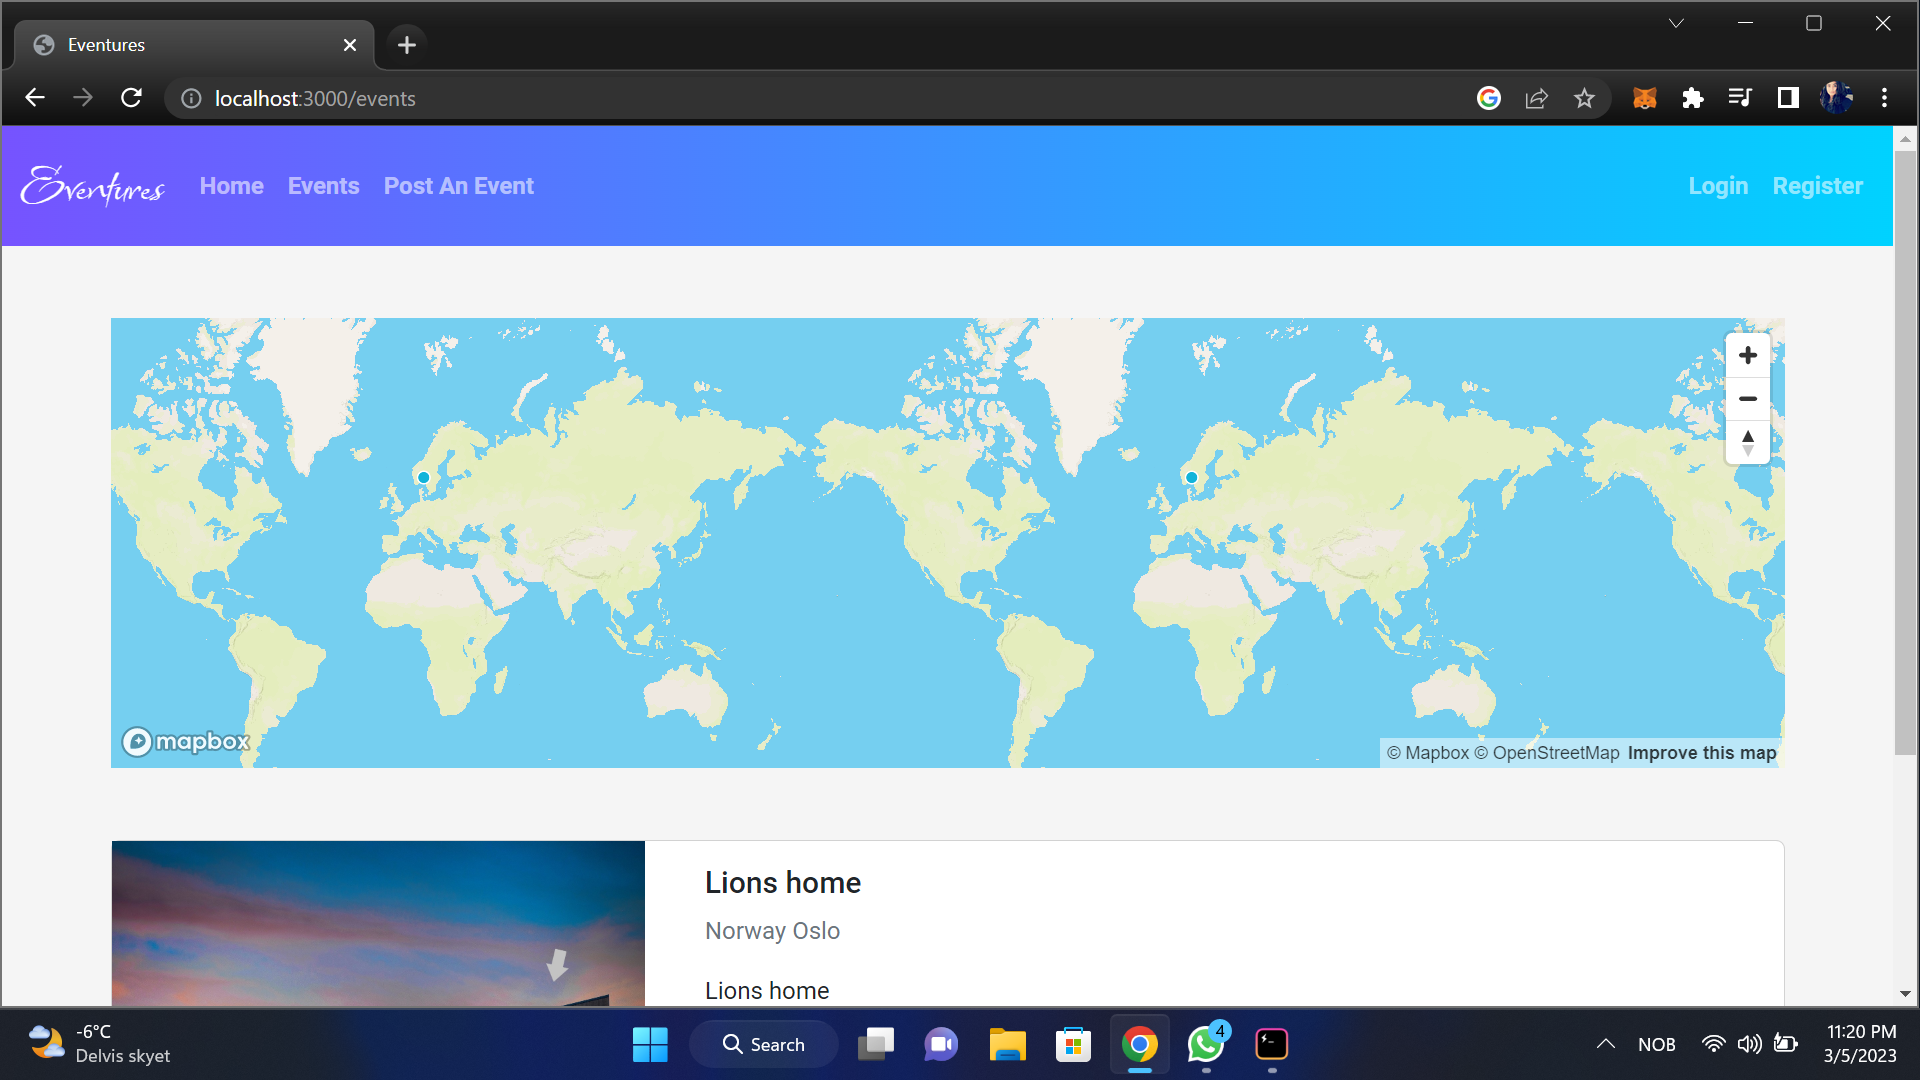 Eventures
localhost:3000/events
Eventures Home Events Post An Event Login Register
mapbox
© Mapbox © OpenStreetMap Improve this map
Lions home
Norway Oslo
Lions home
-6°C
Delvis skyet
Search
4
NOB
11:20 PM
3/5/2023